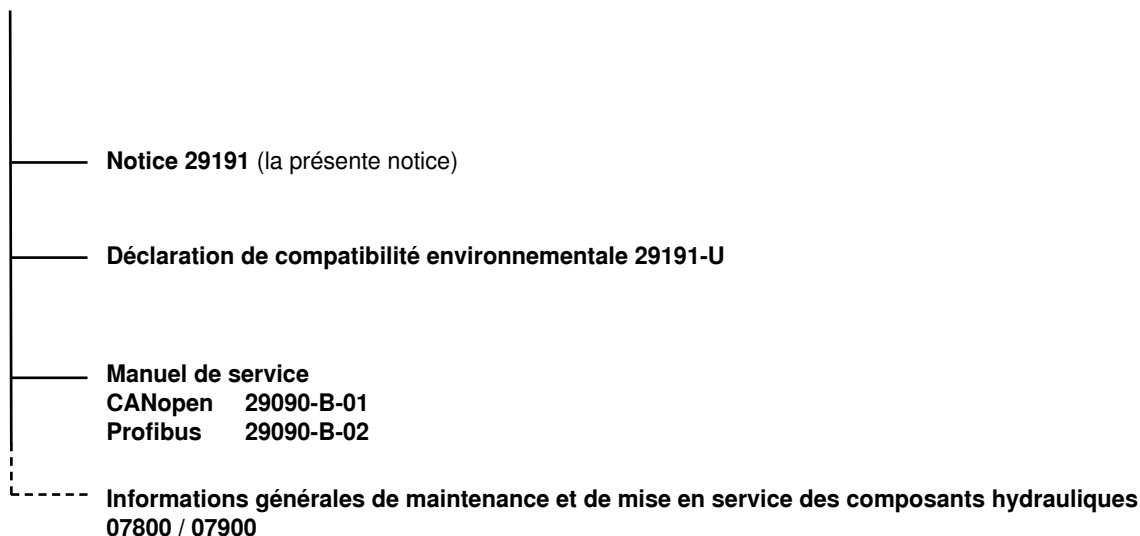 Notice 29191 (la présente notice)
Déclaration de compatibilité environnementale 29191-U
Manuel de service
CANopen 29090-B-01
Profibus 29090-B-02
Informations générales de maintenance et de mise en service des composants hydrauliques
07800 / 07900